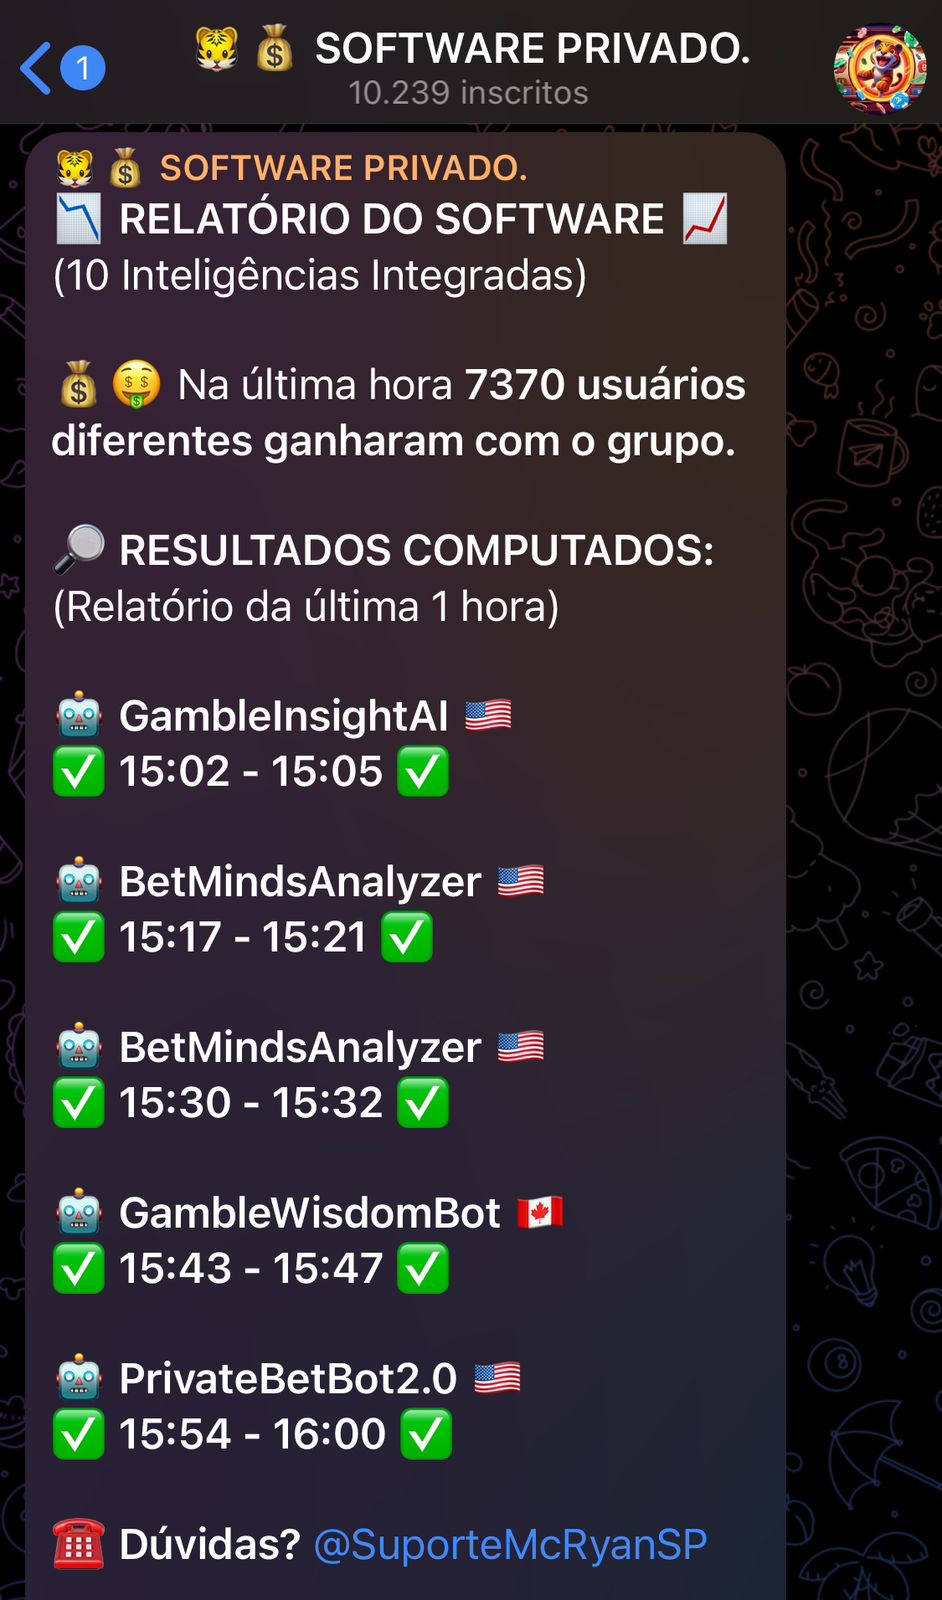 1
🐯 💰 SOFTWARE PRIVADO.
10.239 inscritos
🐯 💰 SOFTWARE PRIVADO.
📉 RELATÓRIO DO SOFTWARE 📈
(10 Inteligências Integradas)
💰 🤑 Na última hora 7370 usuários
diferentes ganharam com o grupo.
🔎 RESULTADOS COMPUTADOS:
(Relatório da última 1 hora)
🤖 GambleInsightAI 🇺🇸
✅ 15:02 - 15:05 ✅
🤖 BetMindsAnalyzer 🇺🇸
✅ 15:17 - 15:21 ✅
🤖 BetMindsAnalyzer 🇺🇸
✅ 15:30 - 15:32 ✅
🤖 GambleWisdomBot 🇨🇦
✅ 15:43 - 15:47 ✅
🤖 PrivateBetBot2.0 🇺🇸
✅ 15:54 - 16:00 ✅
☎️ Dúvidas? @SuporteMcRyanSP